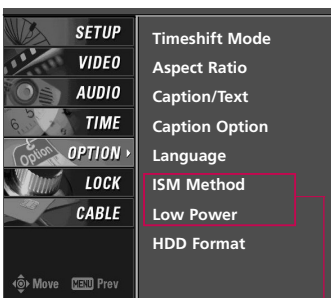 SETUP
VIDEO
AUDIO
TIME
OPTION
LOCK
CABLE
Move MENU Prev
Timeshift Mode
Aspect Ratio
Caption/Text
Caption Option
Language
ISM Method
Low Power
HDD Format